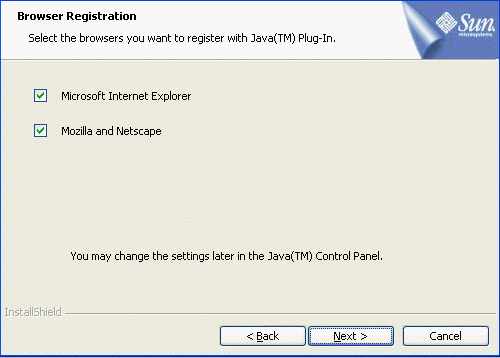 Browser Registration
Select the browsers you want to register with Java(TM) Plug-In.
Sun
microsystems
Microsoft Internet Explorer
Mozilla and Netscape
You may change the settings later in the Java(TM) Control Panel.
InstallShield
< Back
Next >
Cancel